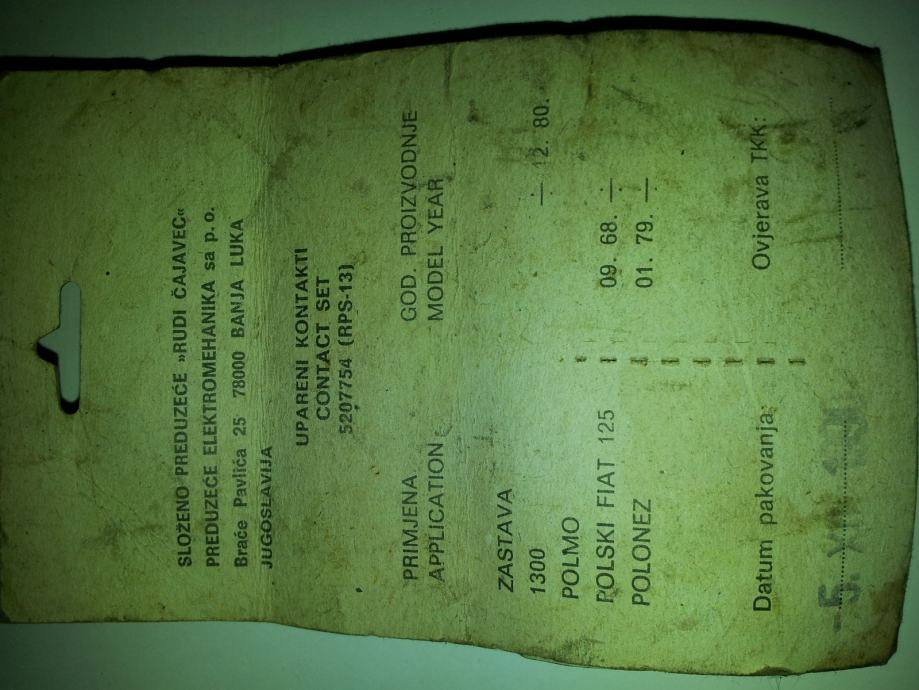 SLOŽENO PREDUZEĆE »RUDI ČAJAVEC«
PREDUZEĆE ELEKTROMEHANIKA sa p. o.
Braće Pavlića 25 78000 BANJA LUKA
JUGOSLAVIJA
UPARENI KONTAKTI
CONTACT SET
5207754 (RPS-13)
PRIMJENA GOD. PROIZVODNJE
APPLICATION MODEL YEAR
ZASTAVA
1300 — 12. 80.
POLMO
POLSKI FIAT 125 09. 68. —
POLONEZ 01. 79. —
Datum pakovanja: Ovjerava TKK:
-5. XII